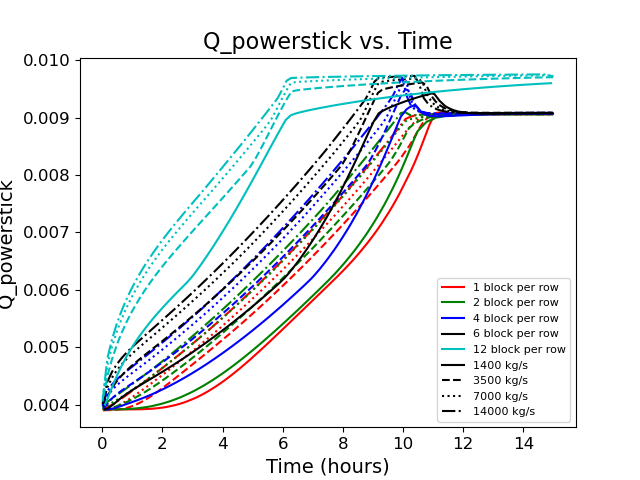 Q_powerstick vs. Time
0.010
0.009
0.008
0.007
0.006
0.005
0.004
Q_powerstick
0
2
4
6
8
10
12
14
Time (hours)
1 block per row
2 block per row
4 block per row
6 block per row
12 block per row
1400 kg/s
3500 kg/s
7000 kg/s
14000 kg/s